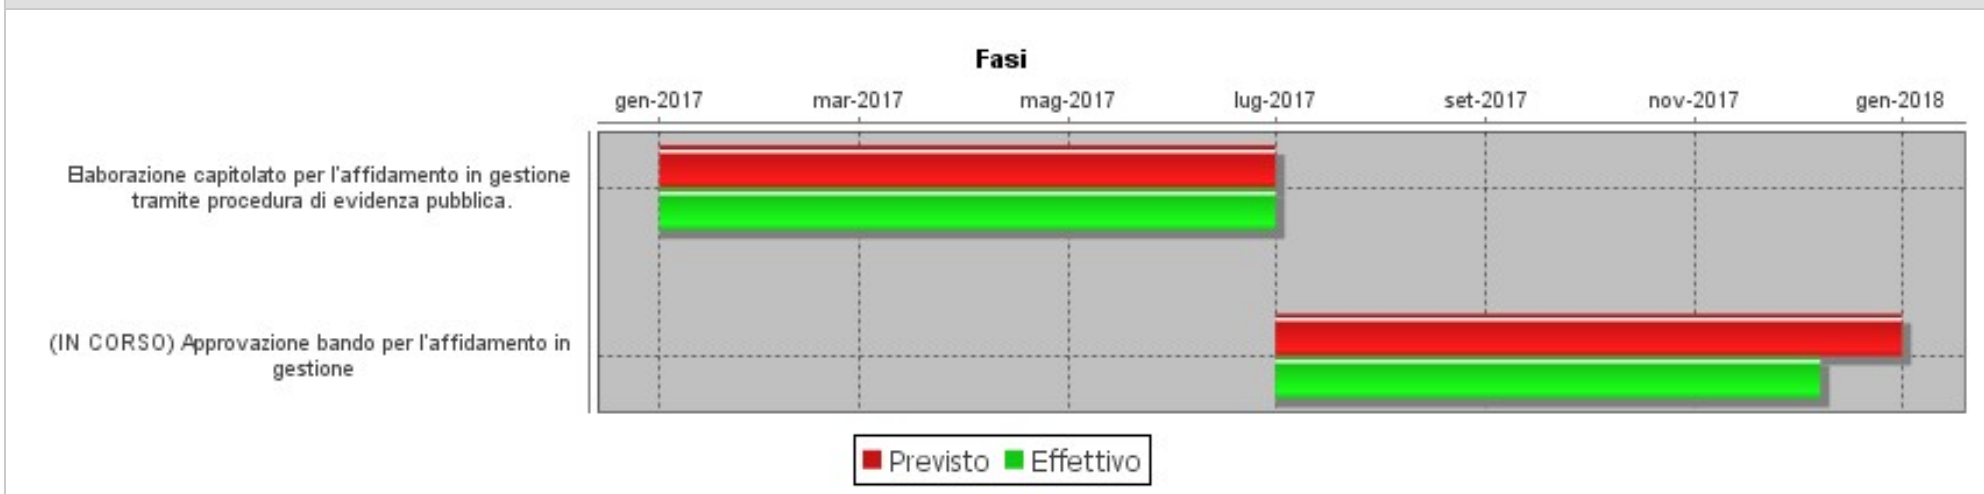 Fasi
gen-2017 mar-2017 mag-2017 lug-2017 set-2017 nov-2017 gen-2018
Elaborazione capitolato per l'affidamento in gestione
tramite procedura di evidenza pubblica.
(IN CORSO) Approvazione bando per l'affidamento in
gestione
Previsto Effettivo